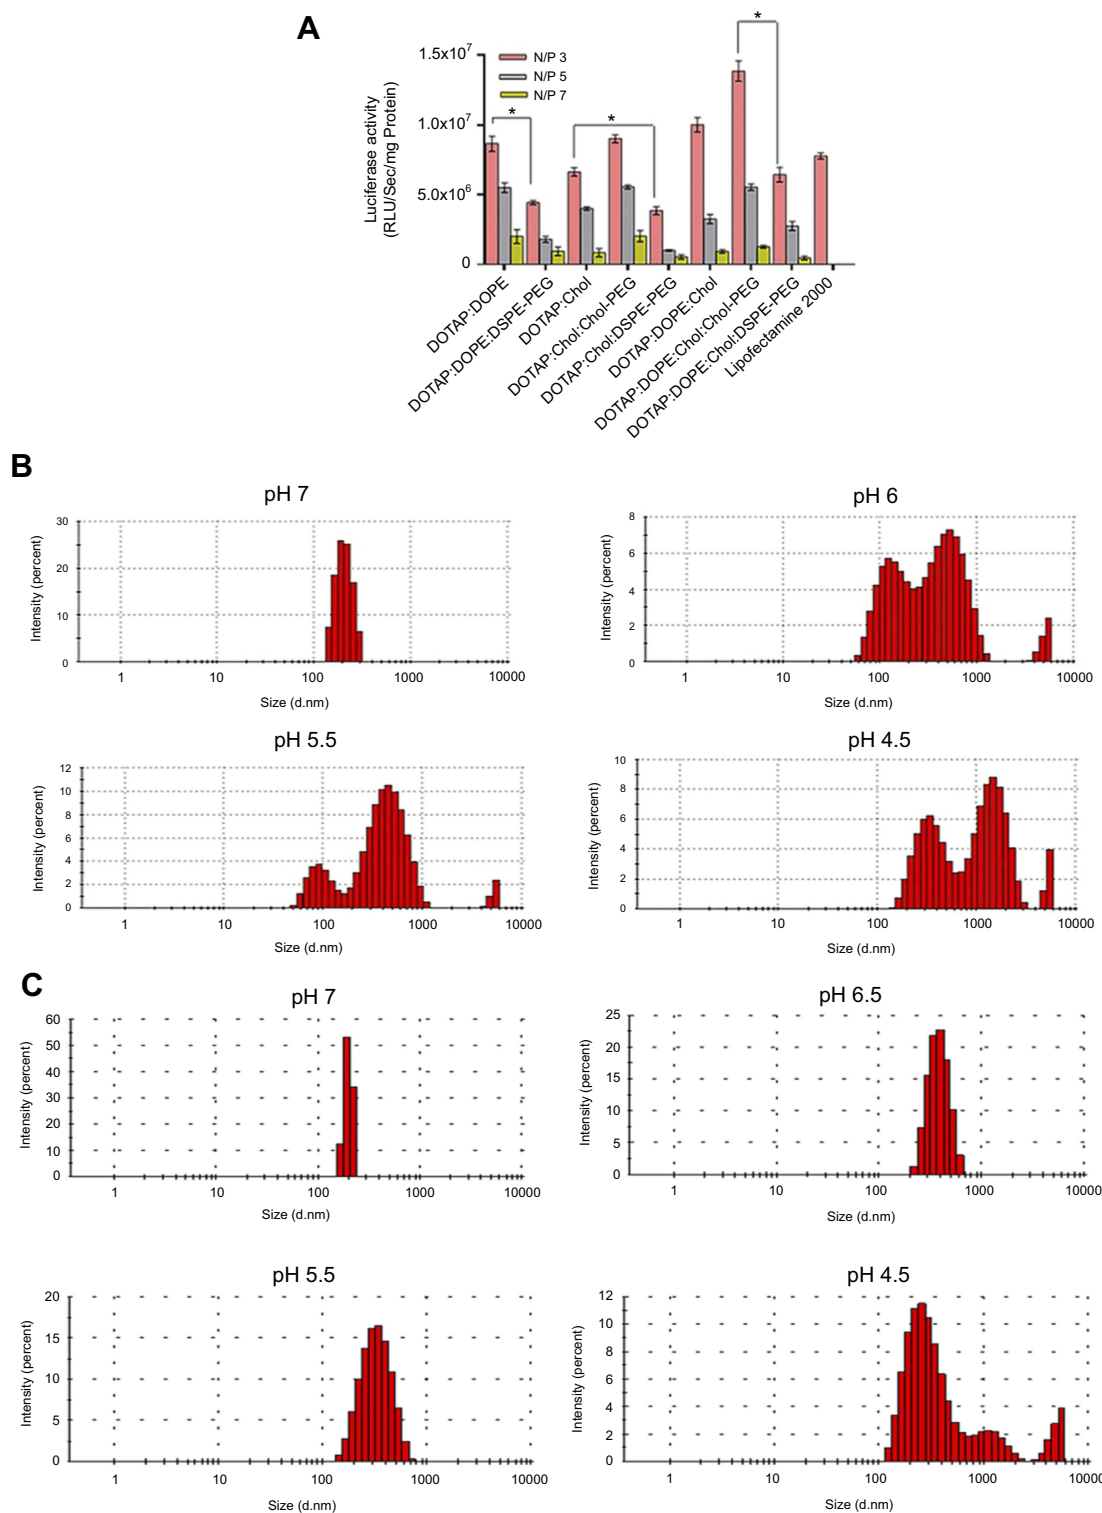 A
Luciferase activity
(RLU/Sec/mg Protein)
1.5x10⁷
1.0x10⁷
5.0x10⁶
0
N/P 3
N/P 5
N/P 7
*
*
*
DOTAP:DOPE
DOTAP:DOPE:DSPE-PEG
DOTAP:Chol
DOTAP:Chol:Chol-PEG
DOTAP:Chol:DSPE-PEG
DOTAP:DOPE:Chol
DOTAP:DOPE:Chol:Chol-PEG
DOTAP:DOPE:Chol:DSPE-PEG
Lipofectamine 2000
B
pH 7
Intensity (percent)
30
20
10
0
1 10 100 1000 10000
Size (d.nm)
pH 6
Intensity (percent)
8
6
4
2
0
1 10 100 1000 10000
Size (d.nm)
pH 5.5
Intensity (percent)
12
10
8
6
4
2
0
1 10 100 1000 10000
Size (d.nm)
pH 4.5
Intensity (percent)
10
8
6
4
2
0
1 10 100 1000 10000
Size (d.nm)
C
pH 7
Intensity (percent)
60
50
40
30
20
10
0
1 10 100 1000 10000
Size (d.nm)
pH 6.5
Intensity (percent)
25
20
15
10
5
0
1 10 100 1000 10000
Size (d.nm)
pH 5.5
Intensity (percent)
20
15
10
5
0
1 10 100 1000 10000
Size (d.nm)
pH 4.5
Intensity (percent)
12
10
8
6
4
2
0
1 10 100 1000 10000
Size (d.nm)